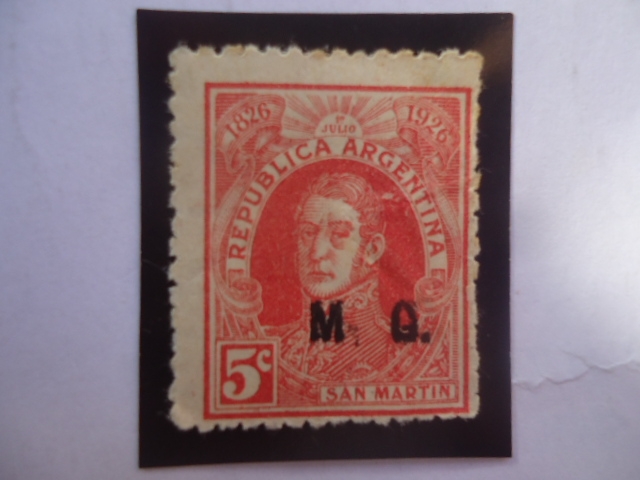 1826 1º JULIO 1926
REPUBLICA ARGENTINA
M. G.
5c
SAN MARTIN